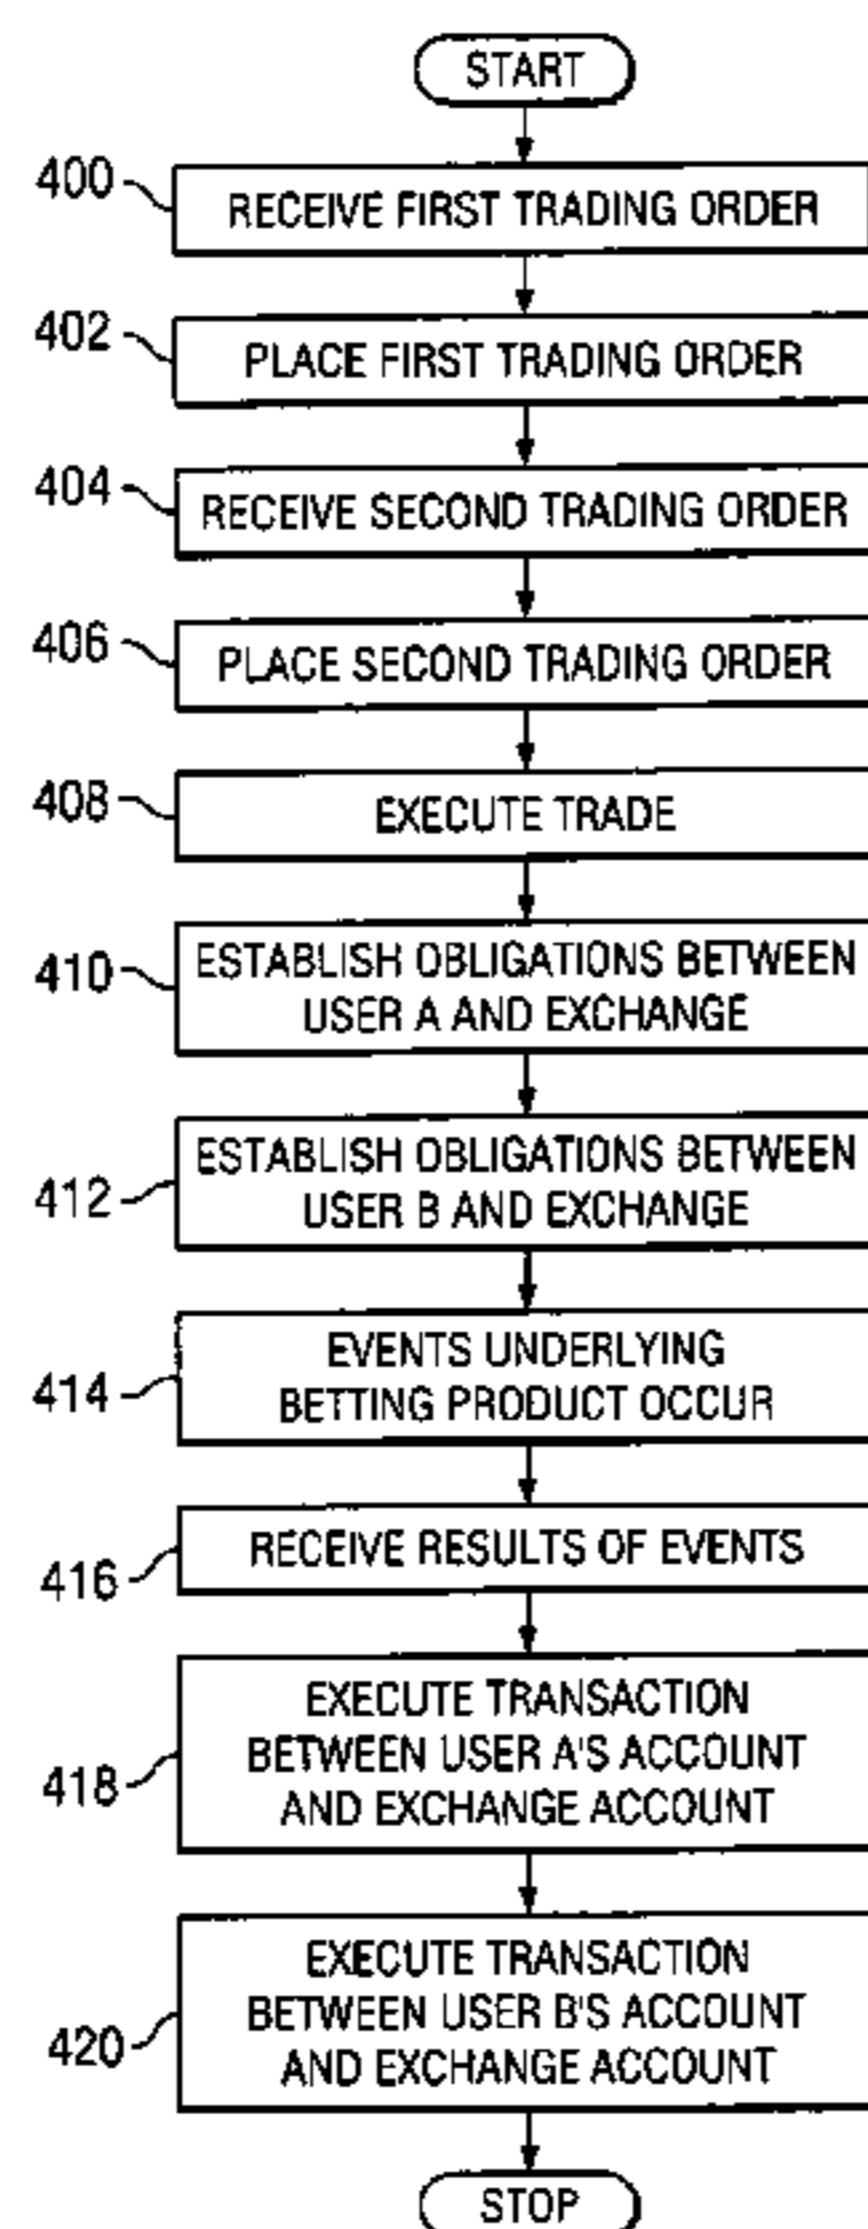 START
400
RECEIVE FIRST TRADING ORDER
402
PLACE FIRST TRADING ORDER
404
RECEIVE SECOND TRADING ORDER
406
PLACE SECOND TRADING ORDER
408
EXECUTE TRADE
410
ESTABLISH OBLIGATIONS BETWEEN
USER A AND EXCHANGE
412
ESTABLISH OBLIGATIONS BETWEEN
USER B AND EXCHANGE
414
EVENTS UNDERLYING
BETTING PRODUCT OCCUR
416
RECEIVE RESULTS OF EVENTS
418
EXECUTE TRANSACTION
BETWEEN USER A'S ACCOUNT
AND EXCHANGE ACCOUNT
420
EXECUTE TRANSACTION
BETWEEN USER B'S ACCOUNT
AND EXCHANGE ACCOUNT
STOP